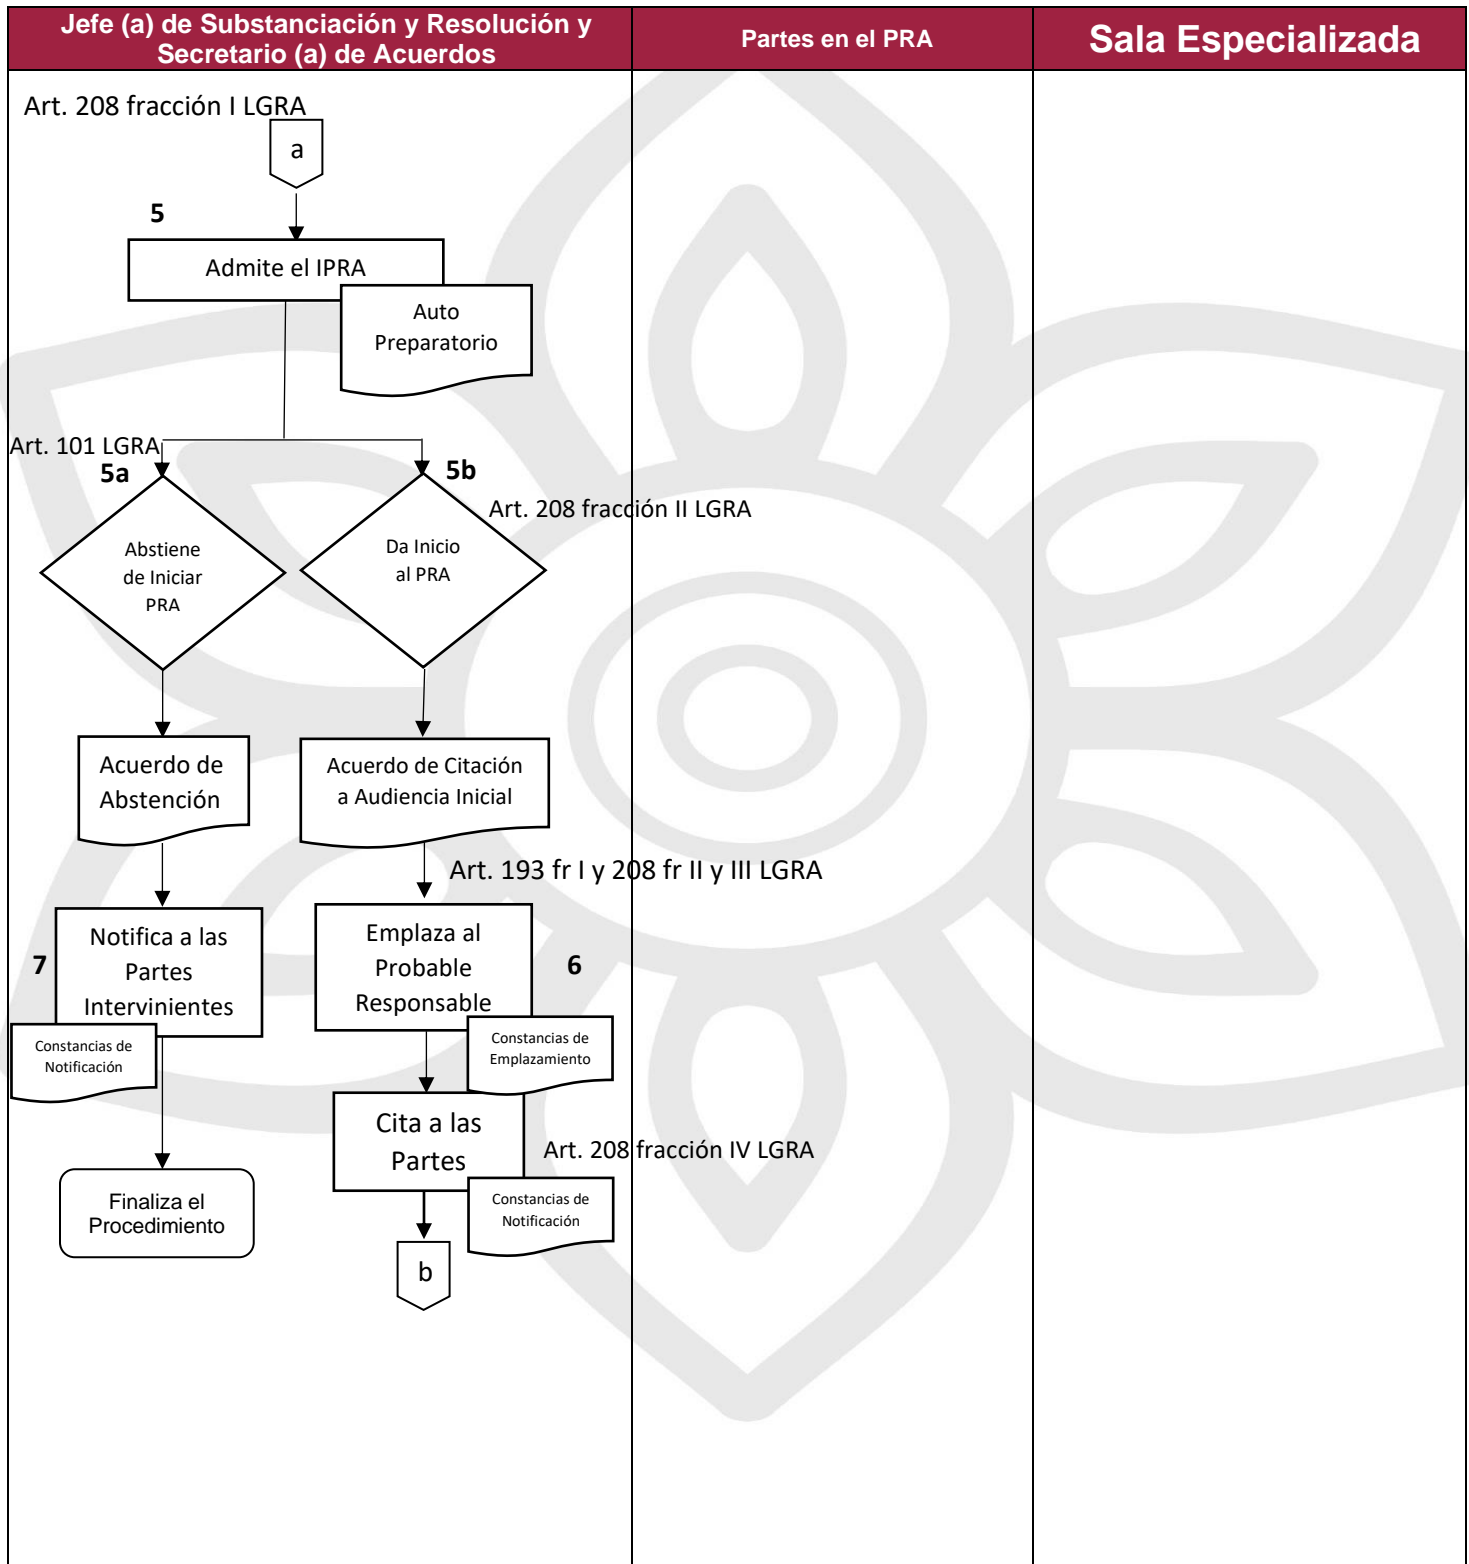 Jefe (a) de Substanciación y Resolución y
Secretario (a) de Acuerdos
Partes en el PRA
Sala Especializada
Art. 208 fracción I LGRA
a
5
Admite el IPRA
Auto
Preparatorio
Art. 101 LGRA
5a
5b
Art. 208 fracción II LGRA
Abstiene
de Iniciar
PRA
Da Inicio
al PRA
Acuerdo de
Abstención
Acuerdo de Citación
a Audiencia Inicial
Art. 193 fr I y 208 fr II y III LGRA
7
Notifica a las
Partes
Intervinientes
Emplaza al
Probable
Responsable
6
Constancias de
Notificación
Constancias de
Emplazamiento
Cita a las
Partes
Art. 208 fracción IV LGRA
Finaliza el
Procedimiento
Constancias de
Notificación
b